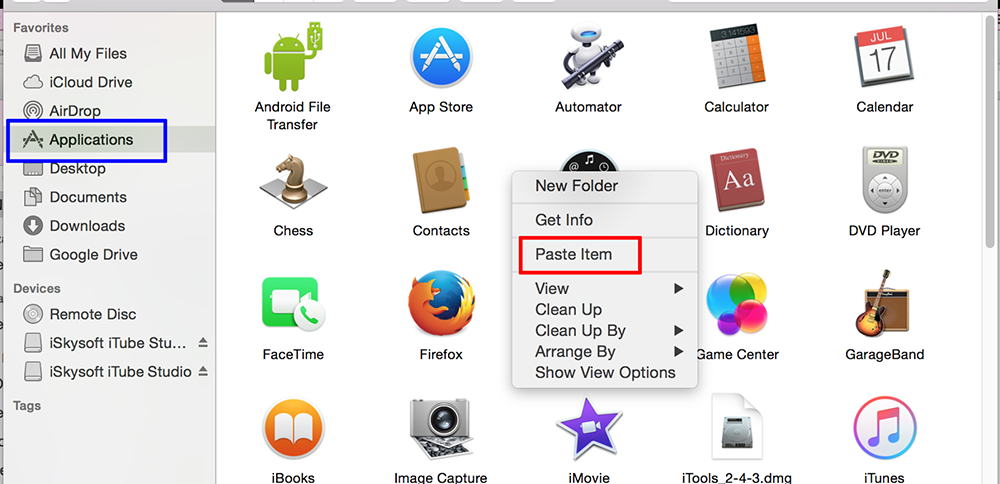 Favorites
All My Files
iCloud Drive
AirDrop
Applications
Desktop
Documents
Downloads
Google Drive
Devices
Remote Disc
iSkysoft iTube Stu...
iSkysoft iTube Studio
Tags
Android File
Transfer
App Store
Automator
3.141593
Calculator
JUL
17
Calendar
Chess
Contacts
Dictionary
Aa
Dictionary
DVD
enter
DVD Player
New Folder
Get Info
Paste Item
View
Clean Up
Clean Up By
Arrange By
Show View Options
FaceTime
Firefox
Game Center
GarageBand
iBooks
Image Capture
iMovie
iTools_2-4-3.dmg
iTunes